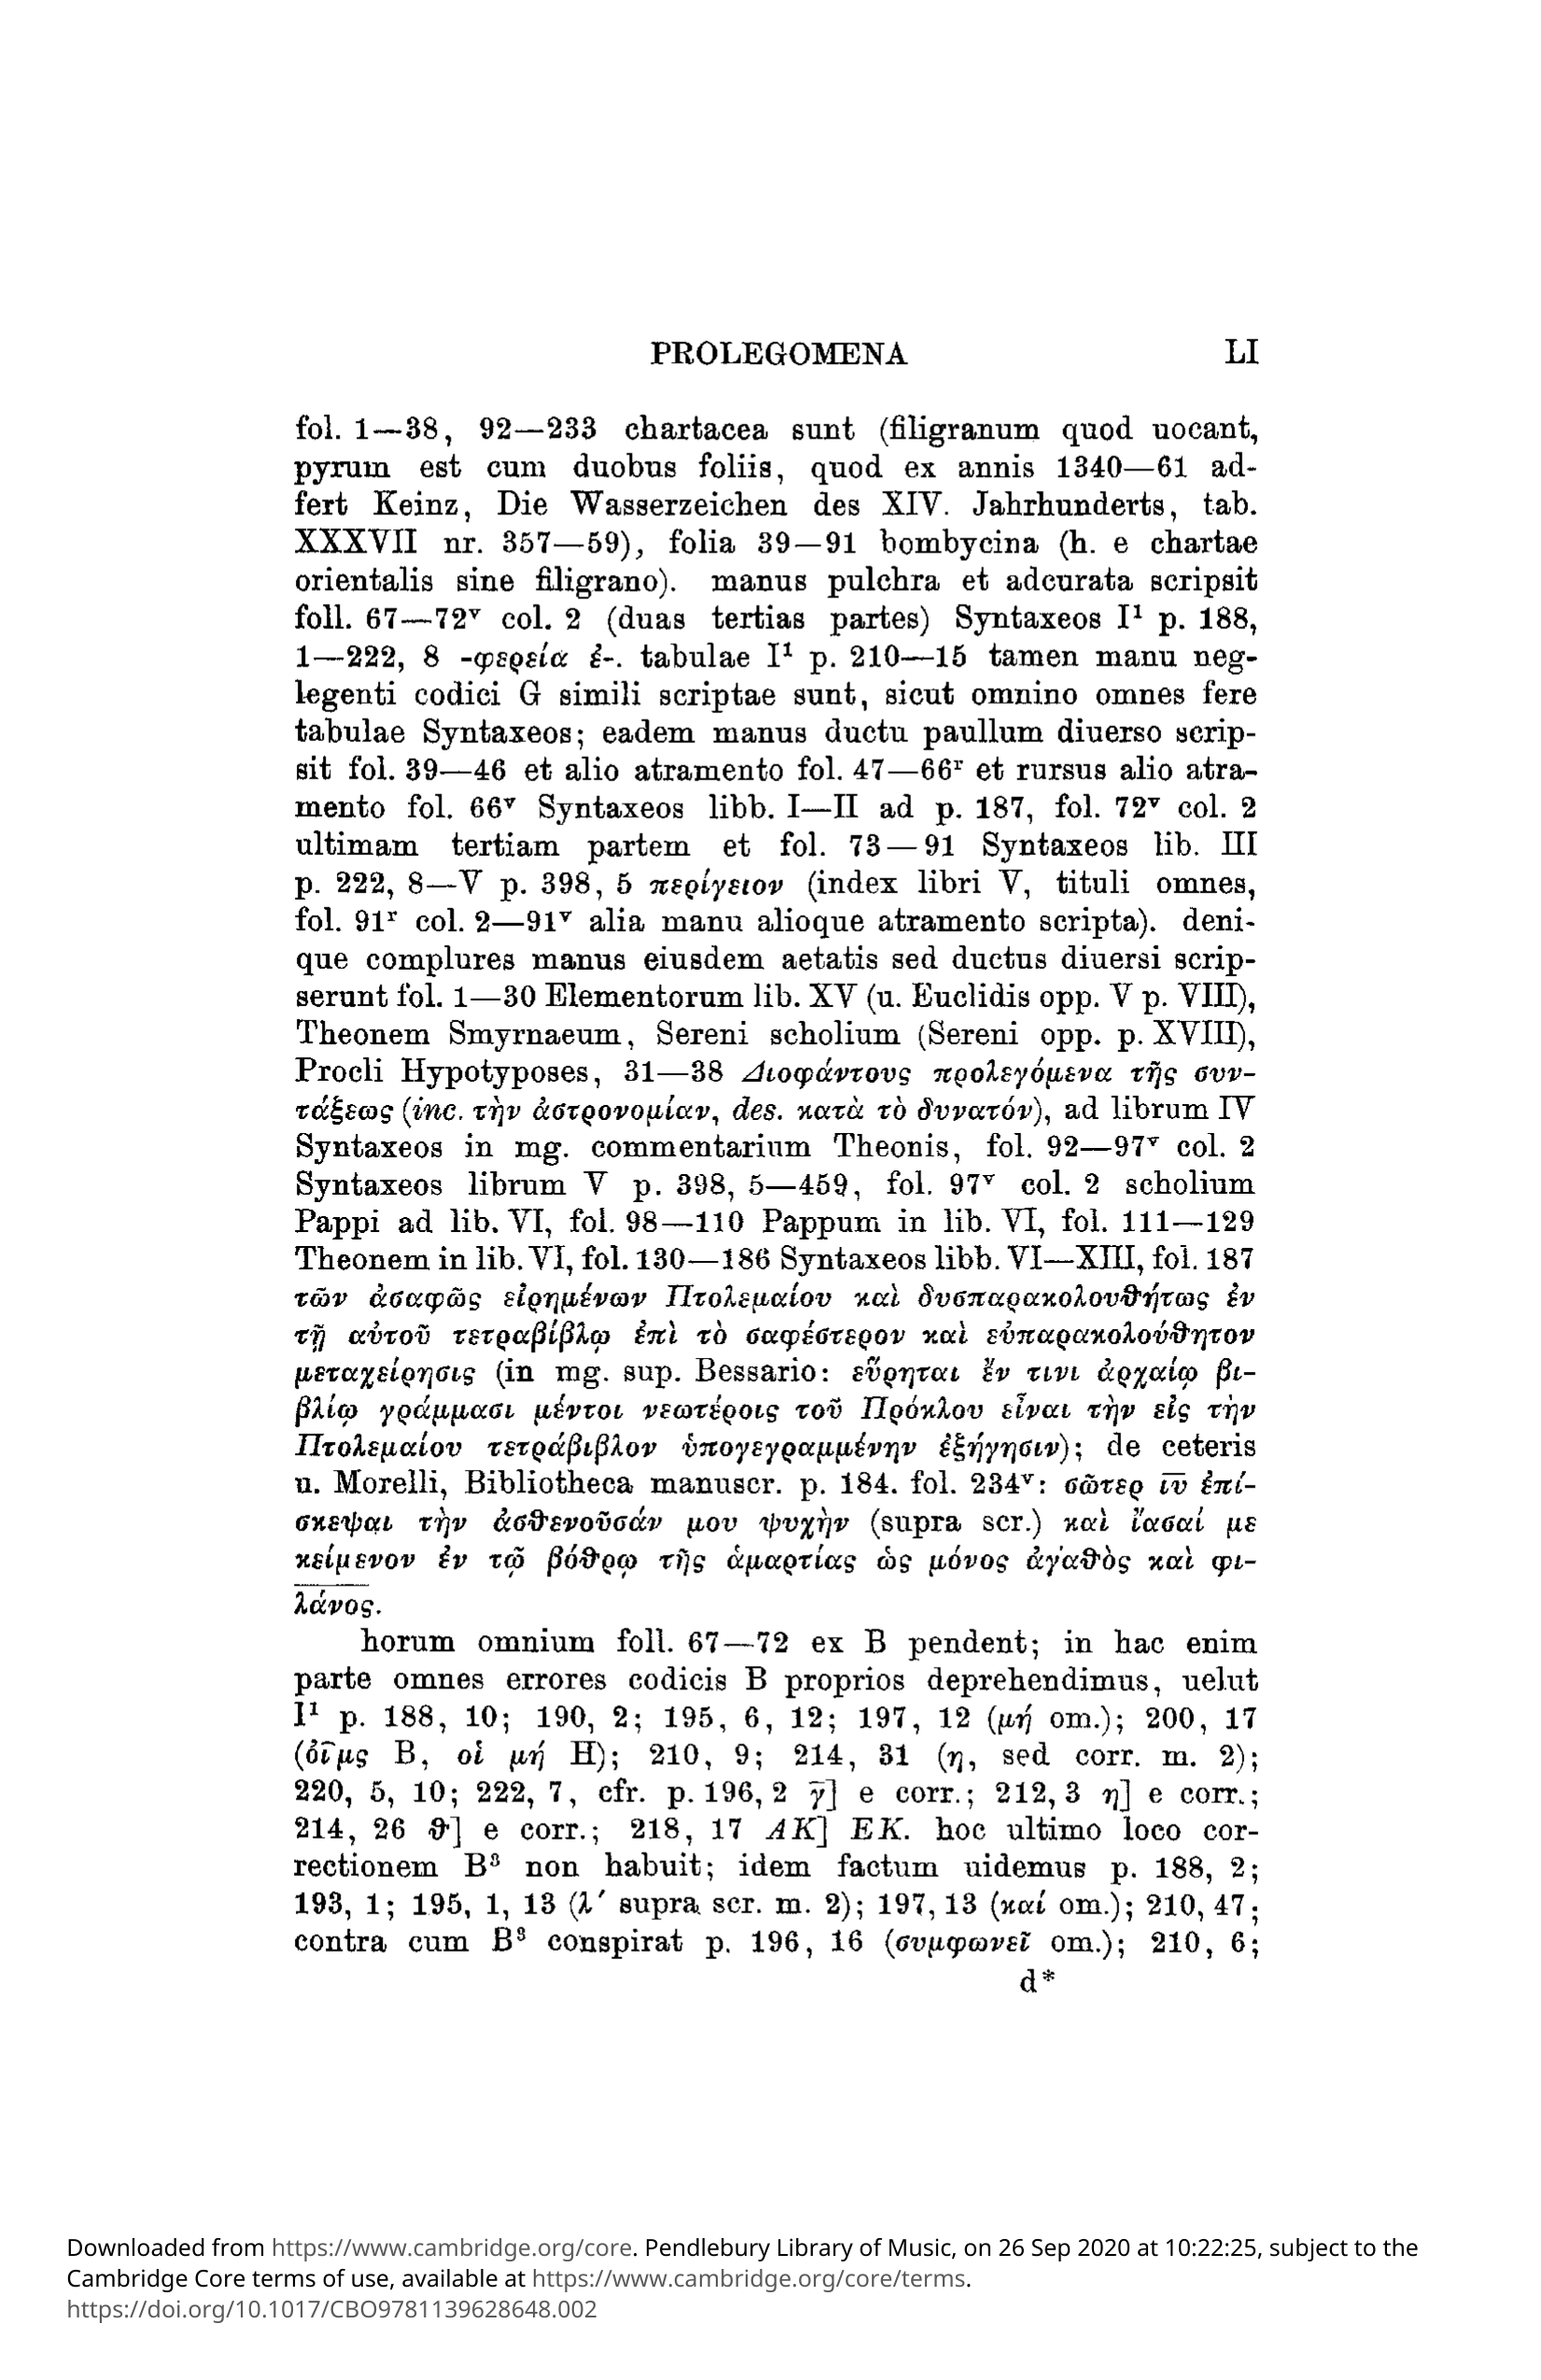 PROLEGOMENA LI
fol. 1—38, 92—233 chartacea sunt (filigranum quod uocant,
pyrum est cum duobus foliis, quod ex annis 1340—61 ad-
fert Keinz, Die Wasserzeichen des XIV. Jahrhunderts, tab.
XXXVII nr. 357—59), folia 39—91 bombycina (h. e chartae
orientalis sine filigrano). manus pulchra et adcurata scripsit
foll. 67—72ᵛ col. 2 (duas tertias partes) Syntaxeos I¹ p. 188,
1—222, 8 -φερεία ἐ-. tabulae I¹ p. 210—15 tamen manu neg-
legenti codici G simili scriptae sunt, sicut omnino omnes fere
tabulae Syntaxeos; eadem manus ductu paullum diuerso scrip-
sit fol. 39—46 et alio atramento fol. 47—66ʳ et rursus alio atra-
mento fol. 66ᵛ Syntaxeos libb. I—II ad p. 187, fol. 72ᵛ col. 2
ultimam tertiam partem et fol. 73—91 Syntaxeos lib. III
p. 222, 8—V p. 398, 5 περίγειον (index libri V, tituli omnes,
fol. 91ʳ col. 2—91ᵛ alia manu alioque atramento scripta). deni-
que complures manus eiusdem aetatis sed ductus diuersi scrip-
serunt fol. 1—30 Elementorum lib. XV (u. Euclidis opp. V p. VIII),
Theonem Smyrnaeum, Sereni scholium (Sereni opp. p. XVIII),
Procli Hypotyposes, 31—38 Διοφάντους προλεγόμενα τῆς συν-
τάξεως (inc. τὴν ἀστρονομίαν, des. κατὰ τὸ δυνατόν), ad librum IV
Syntaxeos in mg. commentarium Theonis, fol. 92—97ᵛ col. 2
Syntaxeos librum V p. 398, 5—459, fol. 97ᵛ col. 2 scholium
Pappi ad lib. VI, fol. 98—110 Pappum in lib. VI, fol. 111—129
Theonem in lib. VI, fol. 130—186 Syntaxeos libb. VI—XIII, fol. 187
τῶν ἀσαφῶς εἰρημένων Πτολεμαίου καὶ δυσπαρακολουθήτως ἐν
τῇ αὐτοῦ τετραβίβλῳ ἐπὶ τὸ σαφέστερον καὶ εὐπαρακολούθητον
μεταχείρησις (in mg. sup. Bessario: εὕρηται ἔν τινι ἀρχαίῳ βι-
βλίῳ γράμμασι μέντοι νεωτέροις τοῦ Πρόκλου εἶναι τὴν εἰς τὴν
Πτολεμαίου τετράβιβλον ὑπογεγραμμένην ἐξήγησιν); de ceteris
u. Morelli, Bibliotheca manuscr. p. 184. fol. 234ᵛ: σῶτερ ι̅υ̅ ἐπί-
σκεψαι τὴν ἀσθενοῦσάν μου ψυχὴν (supra scr.) καὶ ἴασαί με
κείμενον ἐν τῷ βόθρῳ τῆς ἁμαρτίας ὡς μόνος ἀγαθὸς καὶ φι-
λάνος.
horum omnium foll. 67—72 ex B pendent; in hac enim
parte omnes errores codicis B proprios deprehendimus, uelut
I¹ p. 188, 10; 190, 2; 195, 6, 12; 197, 12 (μή om.); 200, 17
( B, οἱ μή H); 210, 9; 214, 31 (η, sed corr. m. 2);
220, 5, 10; 222, 7, cfr. p. 196, 2 γ̅] e corr.; 212, 3 η] e corr.;
214, 26 ϑ] e corr.; 218, 17 ΑΚ] ΕΚ. hoc ultimo loco cor-
rectionem B³ non habuit; idem factum uidemus p. 188, 2;
193, 1; 195, 1, 13 (λʹ supra scr. m. 2); 197, 13 (καί om.); 210, 47;
contra cum B³ conspirat p. 196, 16 (συμφωνεῖ om.); 210, 6;
d*
Downloaded from https://www.cambridge.org/core. Pendlebury Library of Music, on 26 Sep 2020 at 10:22:25, subject to the
Cambridge Core terms of use, available at https://www.cambridge.org/core/terms.
https://doi.org/10.1017/CBO9781139628648.002